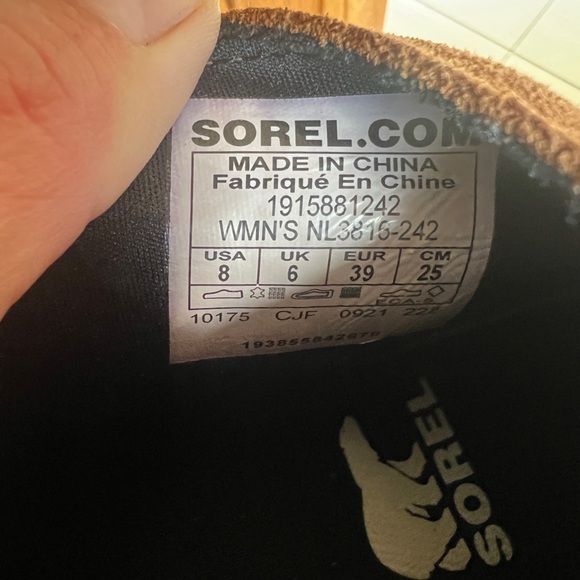 SOREL.COM
MADE IN CHINA
Fabriqué En Chine
1915881242
WMN'S NL3815-242
USA UK EUR CM
8 6 39 25
10175 CJF 0921
SOREL